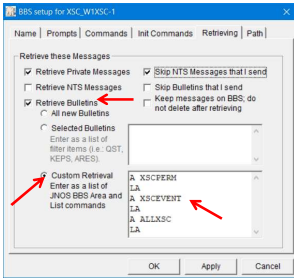 BBS setup for XSC_W1XSC-1
Name Prompts Commands Init Commands Retrieving Path
Retrieve these Messages
Retrieve Private Messages
Skip NTS Messages that I send
Retrieve NTS Messages
Skip Bulletins that I send
Retrieve Bulletins
Keep messages on BBS; do
not delete after retrieving
All new Bulletins
Selected Bulletins
Enter as a list of
filter items (i.e.: QST,
KEPS, ARES).
Custom Retrieval
Enter as a list of
JNOS BBS Area and
List commands
A XSCPERM
LA
A XSCEVENT
LA
A ALLXSC
LA
OK Apply Cancel